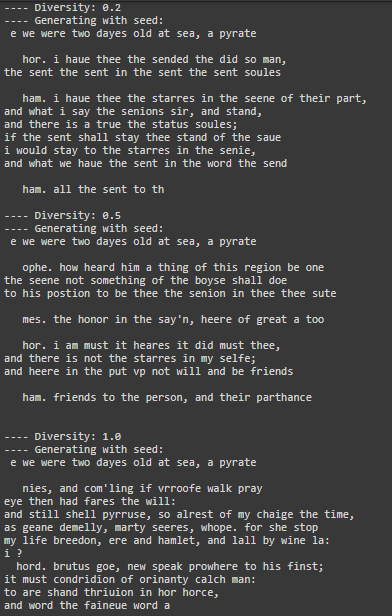 ---- Diversity: 0.2
---- Generating with seed:
 e we were two dayes old at sea, a pyrate

   hor. i haue thee the sended the did so man,
the sent the sent in the sent the sent soules

   ham. i haue thee the starres in the seene of their part,
and what i say the senions sir, and stand,
and there is a true the status soules;
if the sent shall stay thee stand of the saue
i would stay to the starres in the senie,
and what we haue the sent in the word the send

   ham. all the sent to th

---- Diversity: 0.5
---- Generating with seed:
 e we were two dayes old at sea, a pyrate

   ophe. how heard him a thing of this region be one
the seene not something of the boyse shall doe
to his postion to be thee the senion in thee thee sute

   mes. the honor in the say'n, heere of great a too

   hor. i am must it heares it did must thee,
and there is not the starres in my selfe;
and heere in the put vp not will and be friends

   ham. friends to the person, and their parthance


---- Diversity: 1.0
---- Generating with seed:
 e we were two dayes old at sea, a pyrate

   nies, and com'ling if vrroofe walk pray
eye then had fares the will:
and still shell pyrruse, so alrest of my chaige the time,
as geane demelly, marty seeres, whope. for she stop
my life breedon, ere and hamlet, and lall by wine la:
i ?
  hord. brutus goe, new speak prowhere to his finst;
it must condridion of orinanty calch man:
to are shand thriuion in hor horce,
and word the faineue word a